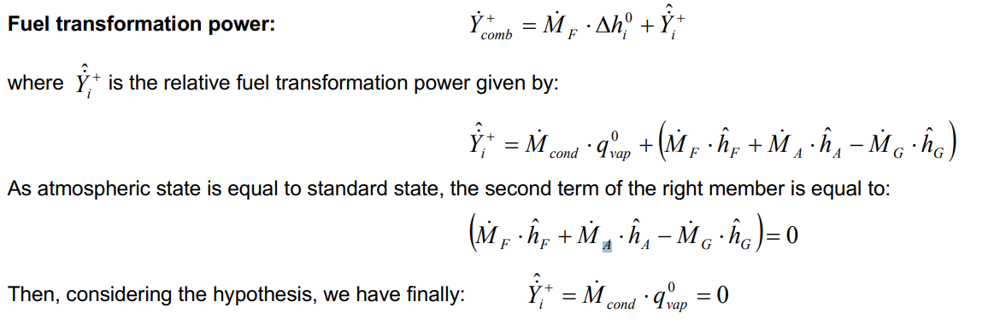 Fuel transformation power: $\dot{Y}^{+}_{comb} = \dot{M}_F \cdot \Delta h_i^0 + \hat{\dot{Y}}_i^{+}$
where $\hat{\dot{Y}}_i^{+}$ is the relative fuel transformation power given by:
$\hat{\dot{Y}}_i^{+} = \dot{M}_{cond} \cdot q_{vap}^0 + \left(\dot{M}_F \cdot \hat{h}_F + \dot{M}_A \cdot \hat{h}_A - \dot{M}_G \cdot \hat{h}_G\right)$
As atmospheric state is equal to standard state, the second term of the right member is equal to:
$\left(\dot{M}_F \cdot \hat{h}_F + \dot{M}_A \cdot \hat{h}_A - \dot{M}_G \cdot \hat{h}_G\right) = 0$
Then, considering the hypothesis, we have finally: $\hat{\dot{Y}}_i^{+} = \dot{M}_{cond} \cdot q_{vap}^0 = 0$